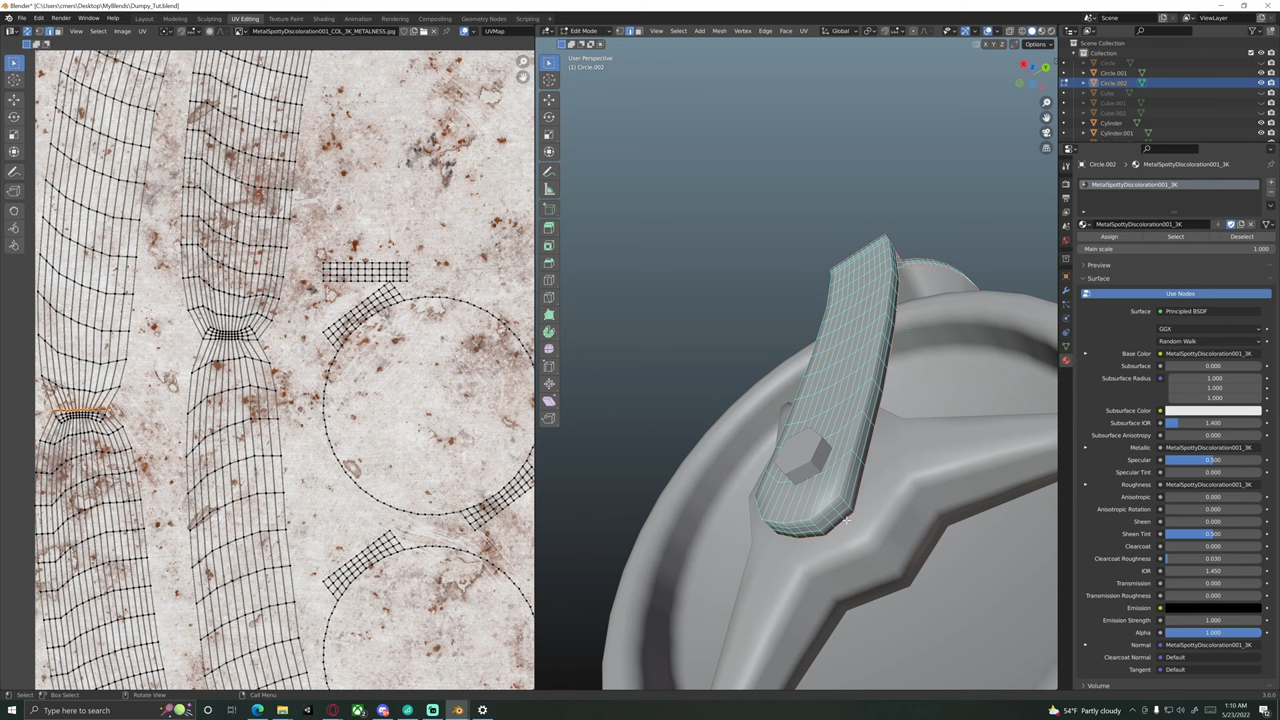 Blender* [C:\Users\cmers\Desktop\MyBlends\Dumpy_Tut.blend]
File Edit Render Window Help Layout Modeling Sculpting UV Editing Texture Paint Shading Animation Rendering Compositing Geometry Nodes Scripting
Scene ViewLayer
View Select Image UV MetalSpottyDiscoloration001_COL_3K_METALNESS.jpg UVMap
Edit Mode View Select Add Mesh Vertex Edge Face UV Global
X Y Z Options
User Perspective
(1) Circle.002
Scene Collection
Collection
Circle
Circle.001
Circle.002
Cube
Cube.001
Cube.002
Cylinder
Cylinder.001
Circle.002 MetalSpottyDiscoloration001_3K
MetalSpottyDiscoloration001_3K
MetalSpottyDiscoloration001_3K
Assign Select Deselect
Main scale 1.000
Preview
Surface
Use Nodes
Surface Principled BSDF
GGX
Random Walk
Base Color MetalSpottyDiscoloration001_3K
Subsurface 0.000
Subsurface Radius 1.000
1.000
1.000
Subsurface Color
Subsurface IOR 1.400
Subsurface Anisotropy 0.000
Metallic MetalSpottyDiscoloration001_3K
Specular 0.500
Specular Tint 0.000
Roughness MetalSpottyDiscoloration001_3K
Anisotropic 0.000
Anisotropic Rotation 0.000
Sheen 0.000
Sheen Tint 0.500
Clearcoat 0.000
Clearcoat Roughness 0.030
IOR 1.450
Transmission 0.000
Transmission Roughness 0.000
Emission
Emission Strength 1.000
Alpha 1.000
Normal MetalSpottyDiscoloration001_3K
Clearcoat Normal Default
Tangent Default
Volume
Select Box Select Rotate View Call Menu 3.0.0
Type here to search
54°F Partly cloudy
1:10 AM
5/23/2022